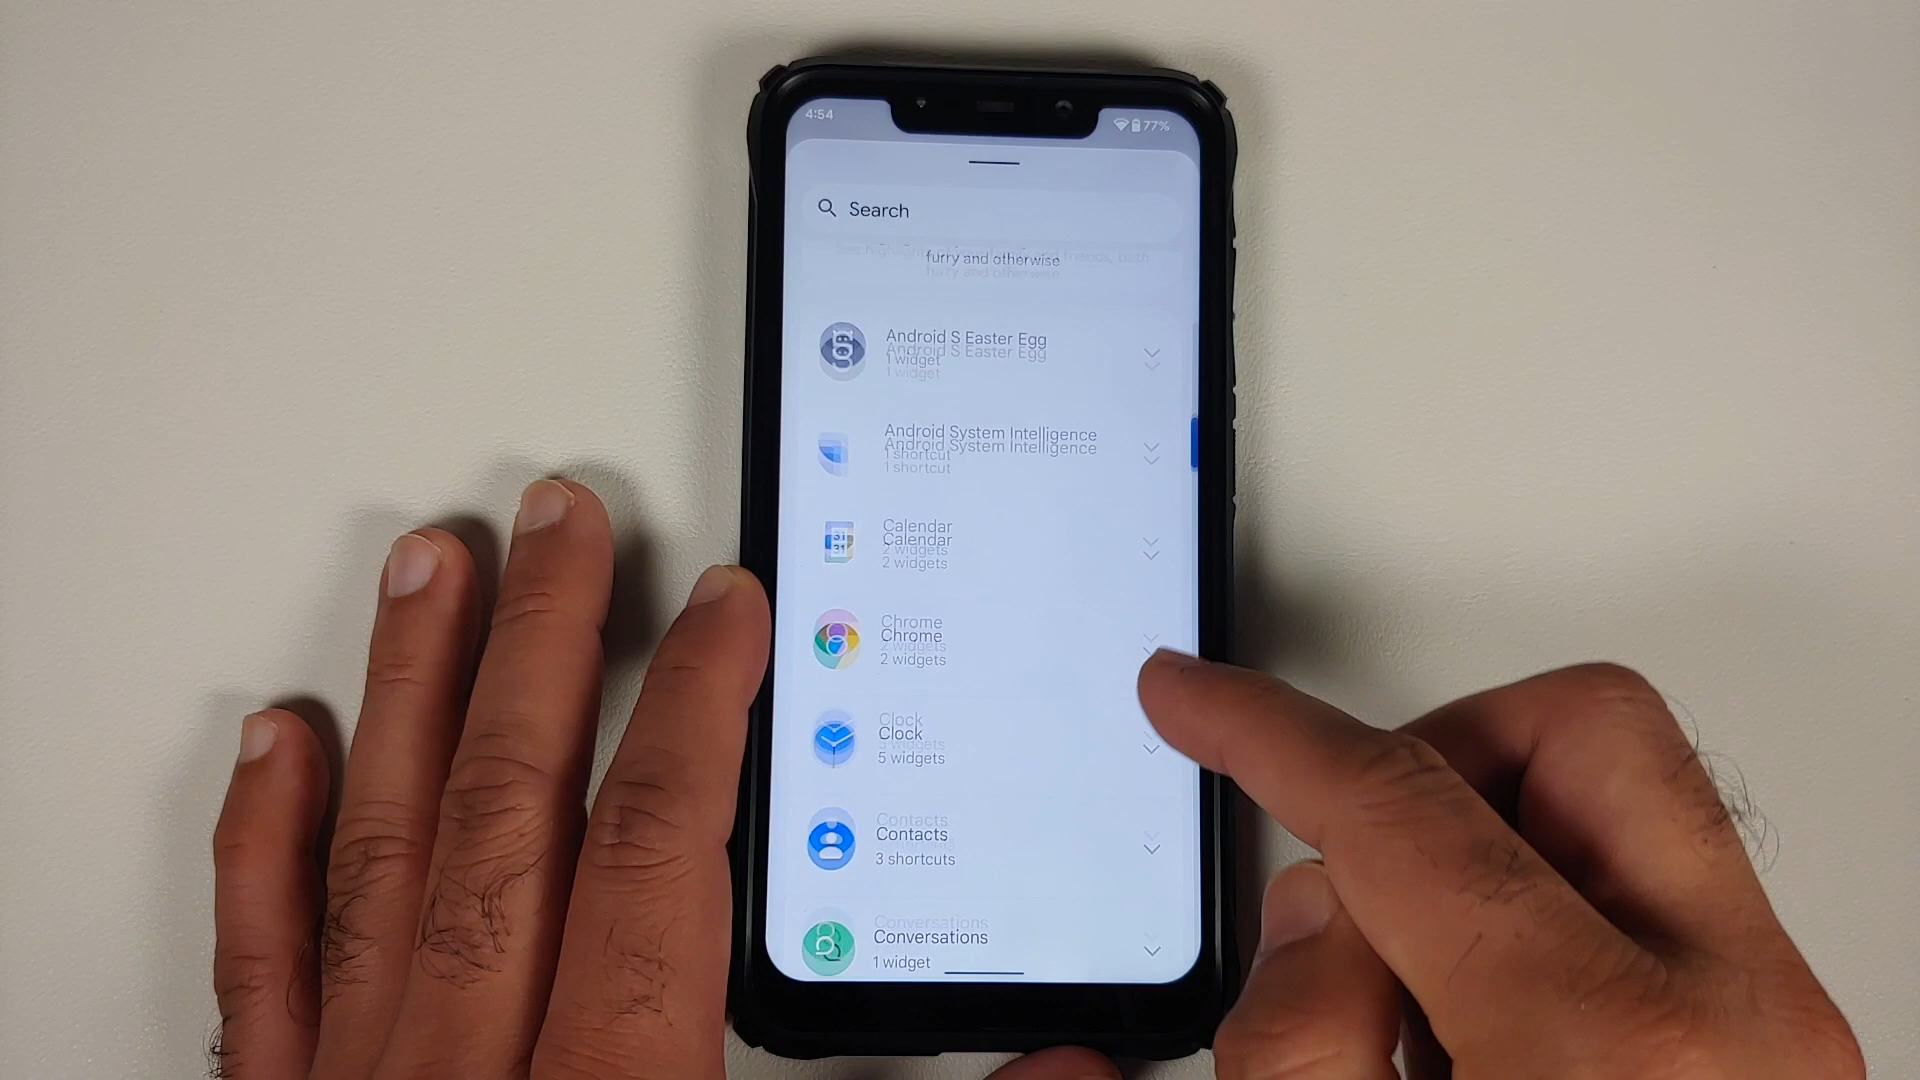 4:54
77%
Search
furry and otherwise
Android S Easter Egg
1 widget
Android System Intelligence
1 shortcut
Calendar
2 widgets
Chrome
2 widgets
Clock
5 widgets
Contacts
3 shortcuts
Conversations
1 widget